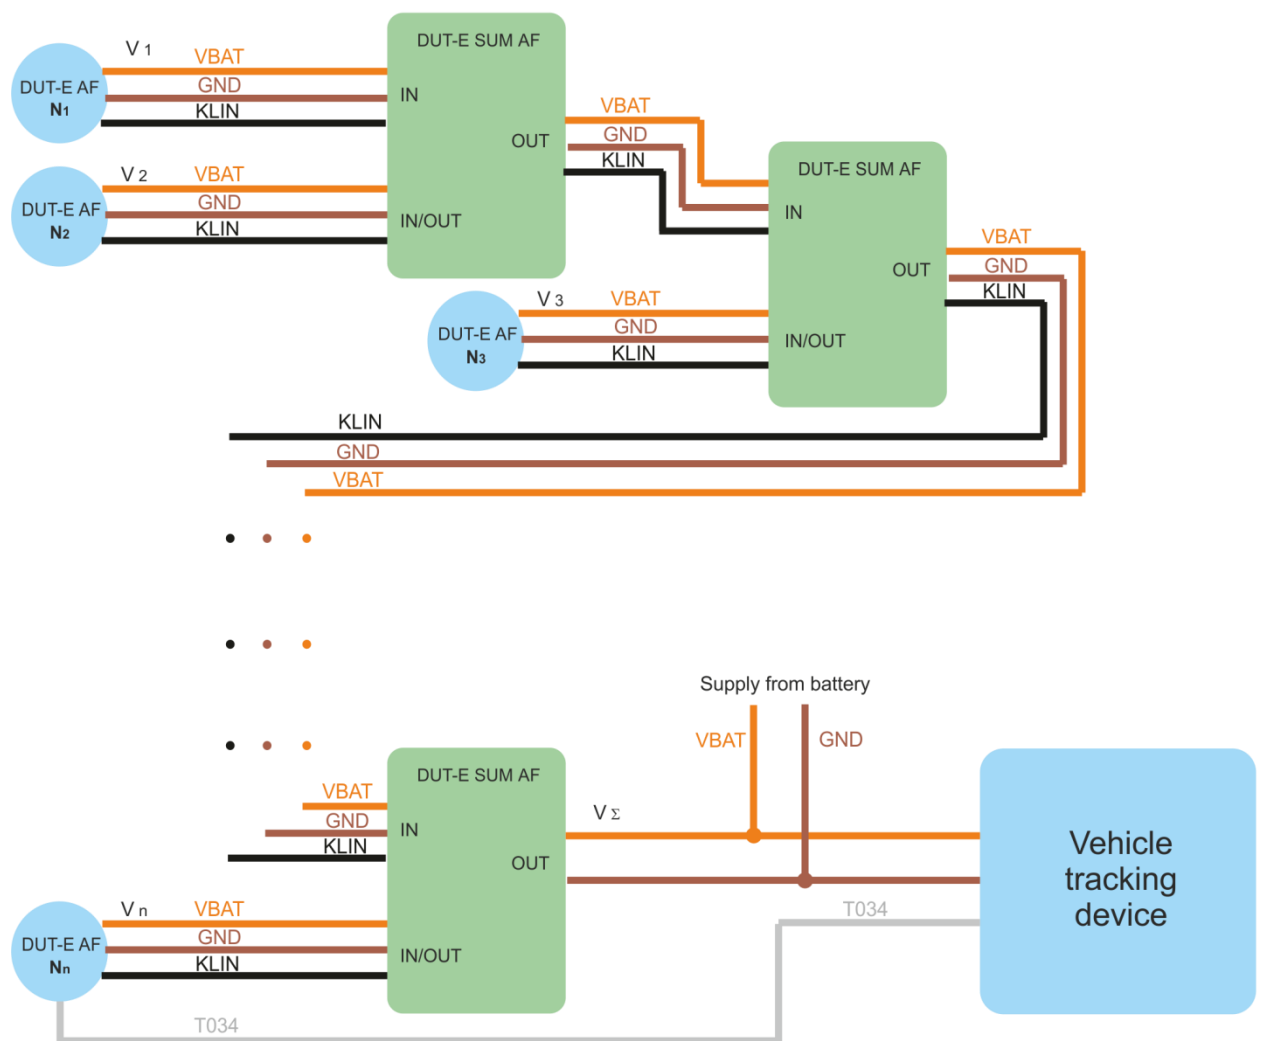 V 1
VBAT
GND
KLIN
DUT-E AF
N1
DUT-E SUM AF
IN
OUT
IN/OUT
V 2
VBAT
GND
KLIN
DUT-E AF
N2
VBAT
GND
KLIN
DUT-E SUM AF
IN
OUT
IN/OUT
V 3
VBAT
GND
KLIN
DUT-E AF
N3
VBAT
GND
KLIN
KLIN
GND
VBAT
Supply from battery
VBAT
GND
DUT-E SUM AF
IN
OUT
IN/OUT
VBAT
GND
KLIN
V Σ
Vehicle
tracking
device
V n
VBAT
GND
KLIN
DUT-E AF
Nn
T034
T034